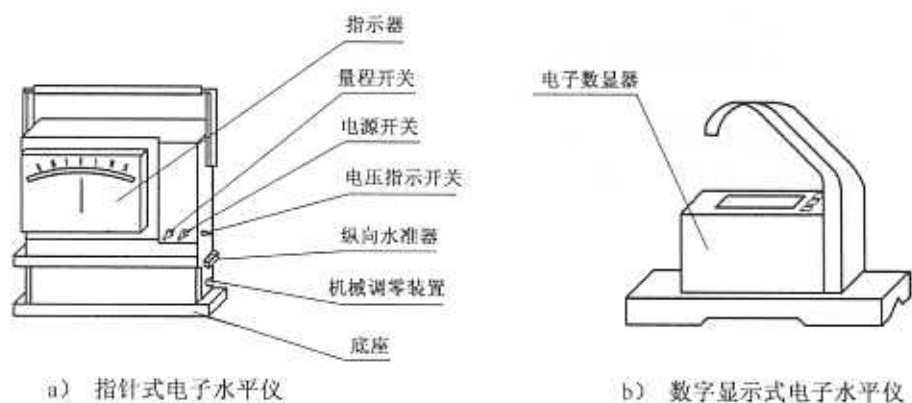 指示器
量程开关
电源开关
电压指示开关
纵向水准器
机械调零装置
底座
a） 指针式电子水平仪
电子数显器
b） 数字显示式电子水平仪